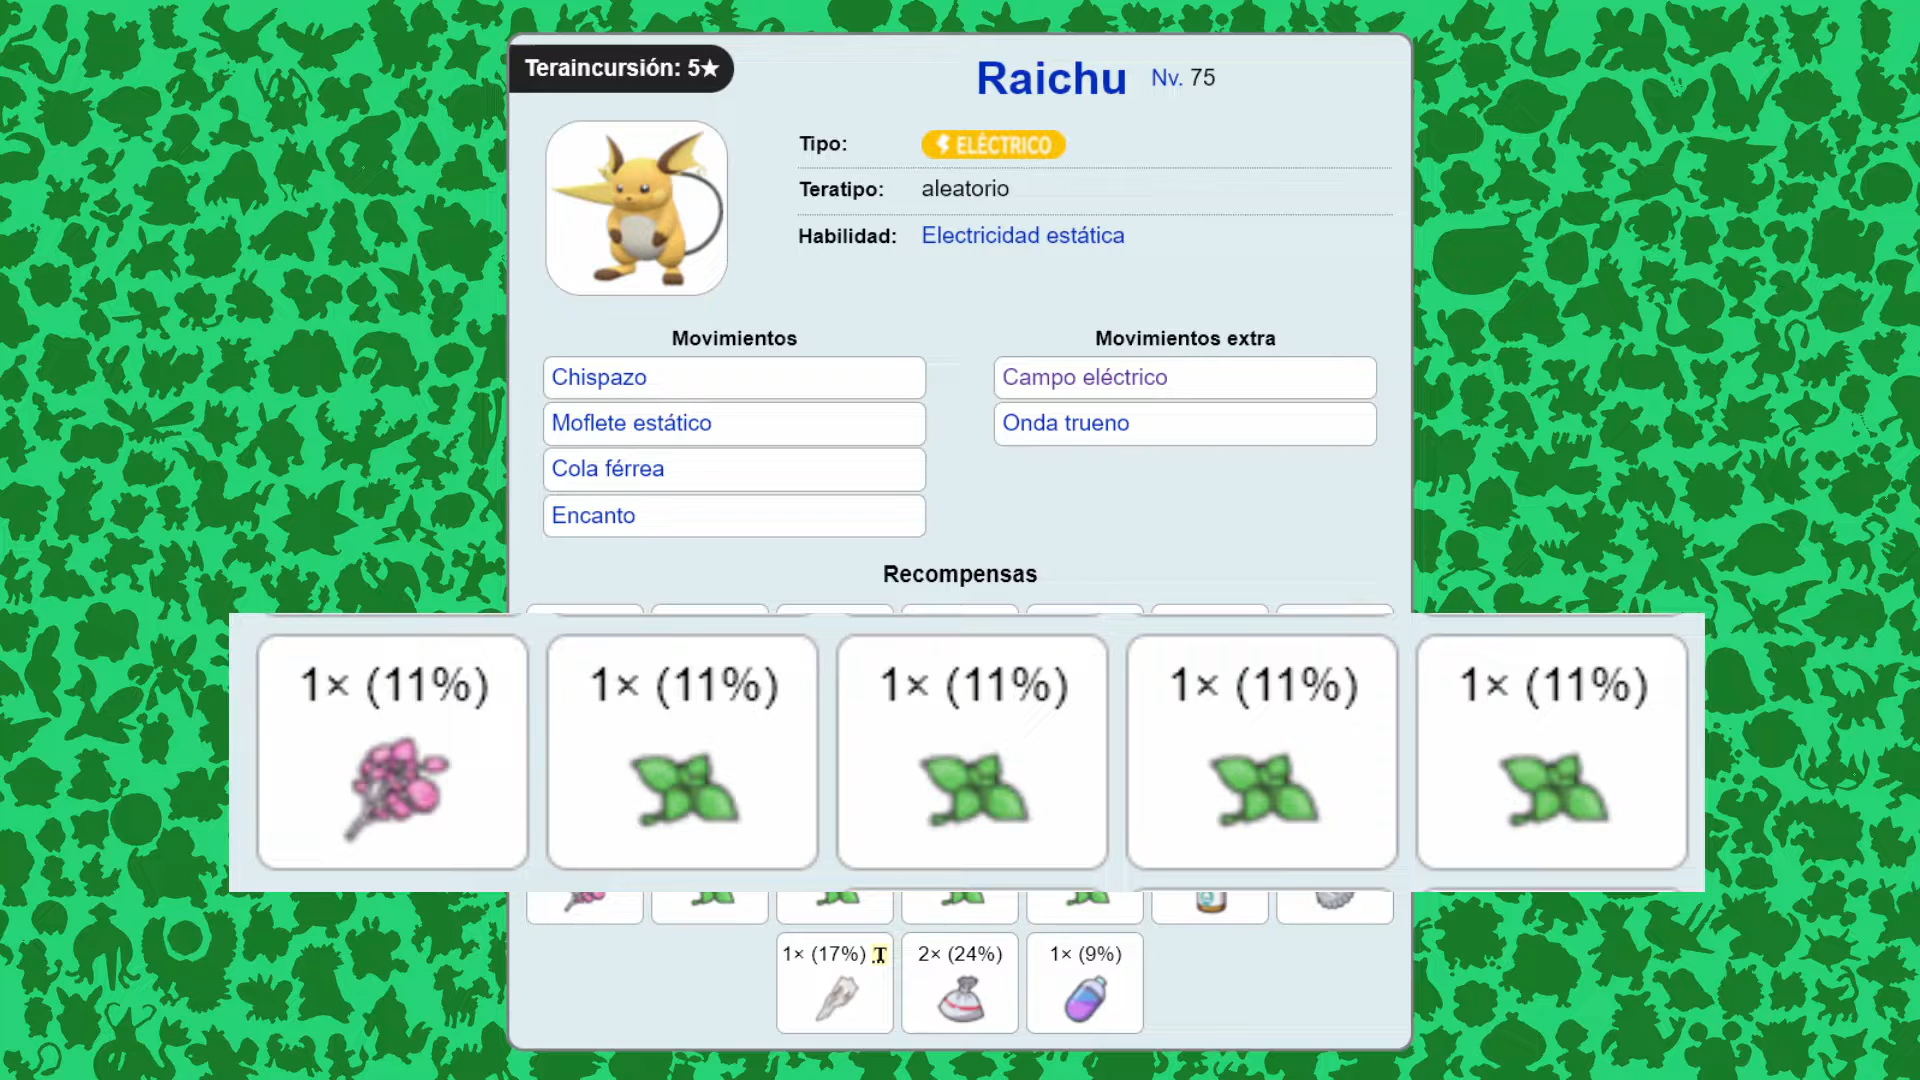 Teraincursión: 5★
Raichu Nv. 75
Tipo: ELÉCTRICO
Teratipo: aleatorio
Habilidad: Electricidad estática
Movimientos
Movimientos extra
Chispazo
Campo eléctrico
Moflete estático
Onda trueno
Cola férrea
Encanto
Recompensas
1× (11%) 1× (11%) 1× (11%) 1× (11%) 1× (11%)
1× (17%) T 2× (24%) 1× (9%)